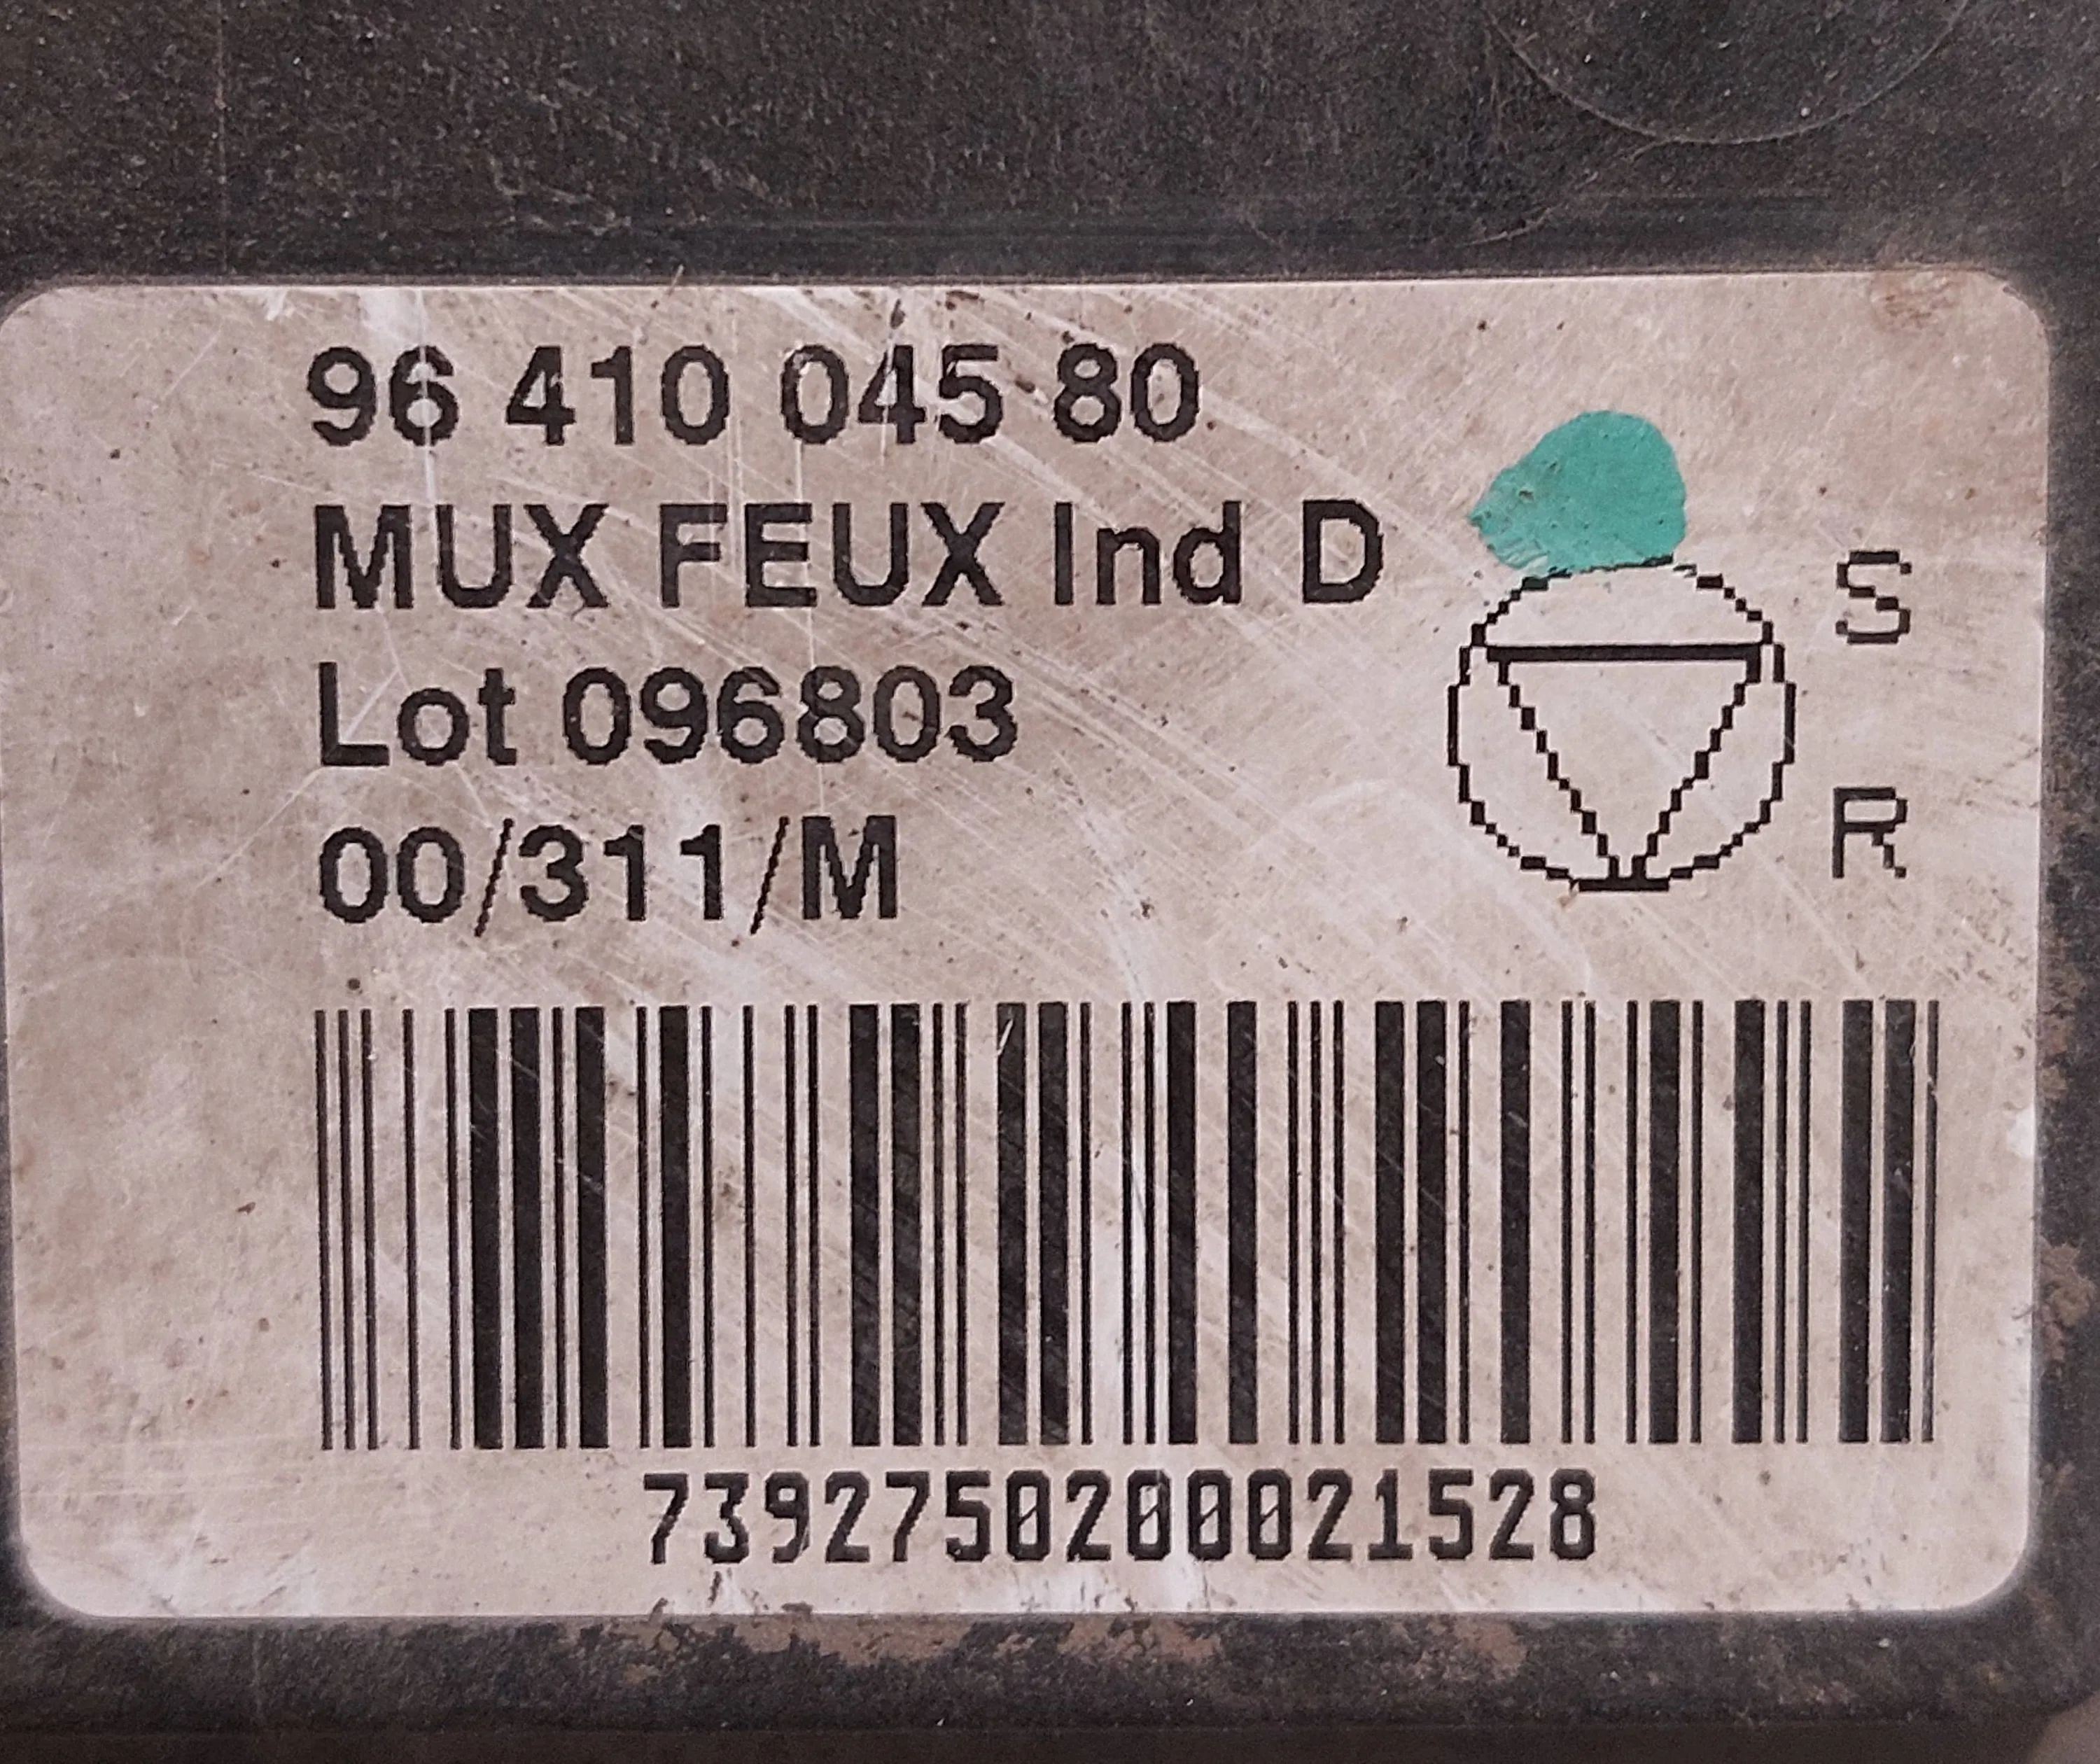 96 410 045 80
MUX FEUX Ind D
Lot 096803
00/311/M
S
R
7392750200021528